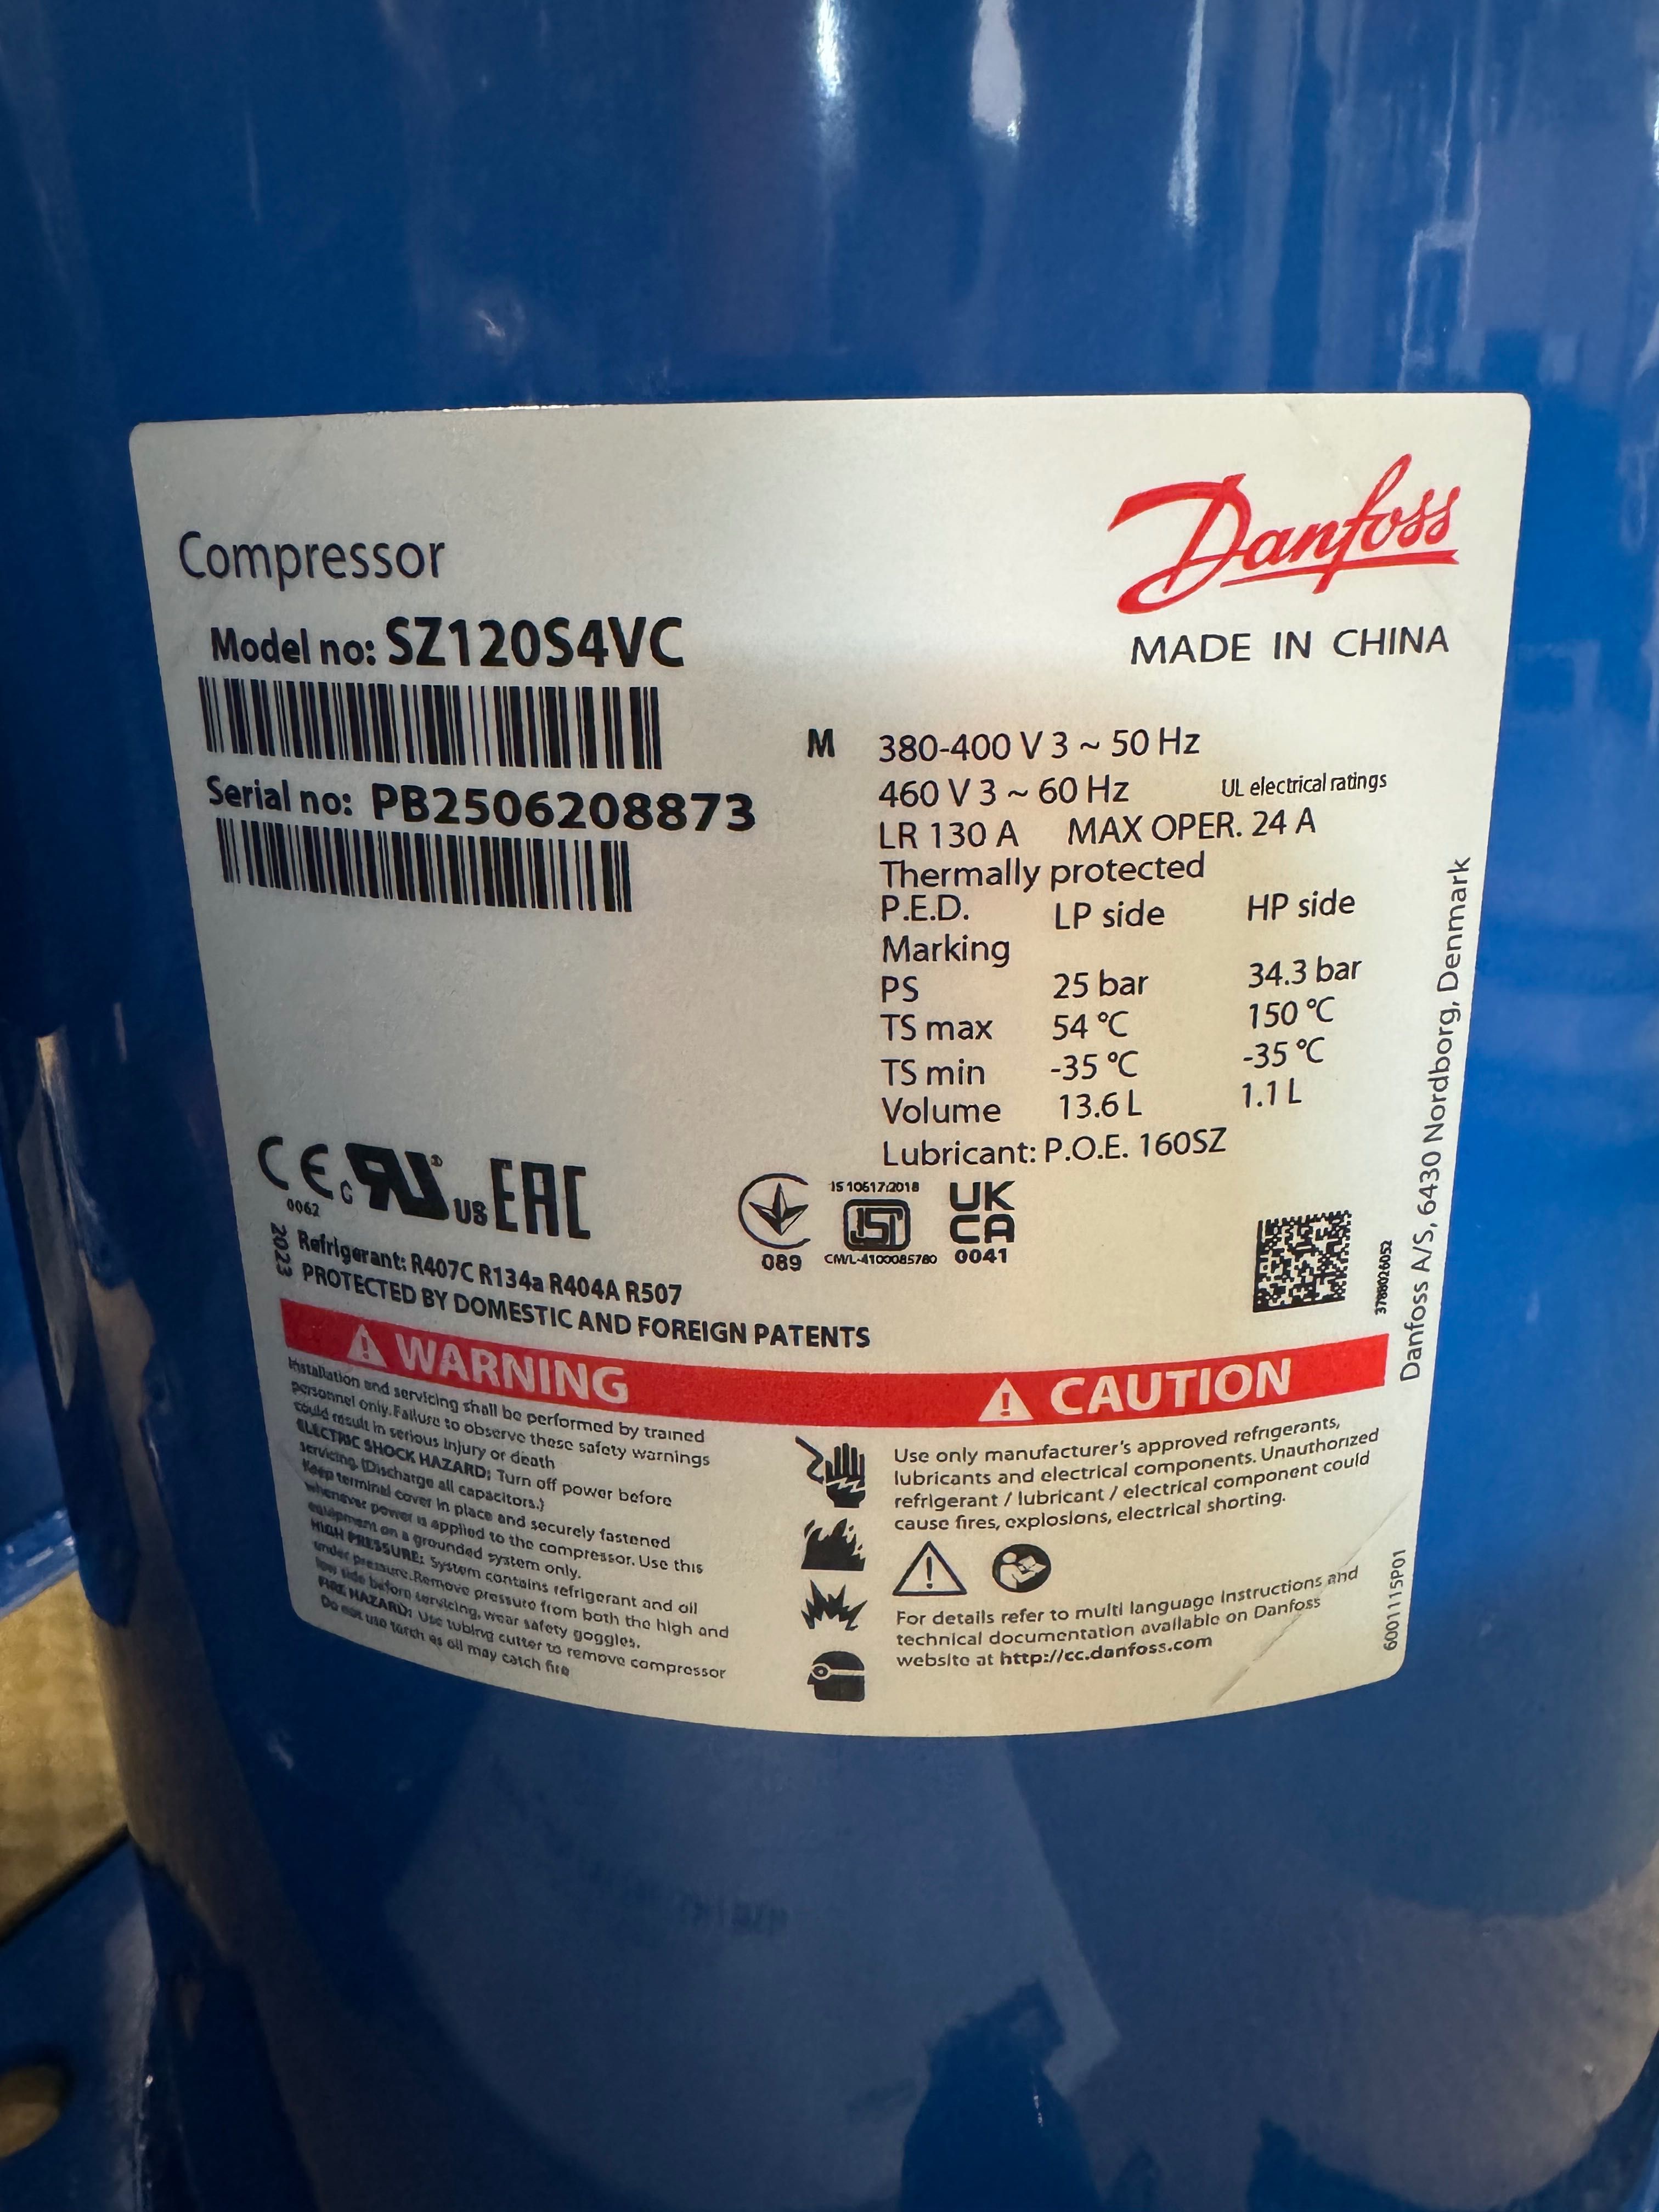 Danfoss
MADE IN CHINA
Compressor
Model no: SZ120S4VC
Serial no: PB2506208873
M 380-400 V 3 ~ 50 Hz
460 V 3 ~ 60 Hz UL electrical ratings
LR 130 A MAX OPER. 24 A
Thermally protected
P.E.D. LP side HP side
Marking
PS 25 bar 34.3 bar
TS max 54 °C 150 °C
TS min -35 °C -35 °C
Volume 13.6 L 1.1 L
Lubricant: P.O.E. 160SZ
CE 0062
c RU ® US
EAC
089
IS 10617:2018
ISI
CM/L-4100085780
UK
CA
0041
2023
Refrigerant: R407C R134a R404A R507
PROTECTED BY DOMESTIC AND FOREIGN PATENTS
3788026052
Danfoss A/S, 6430 Nordborg, Denmark
WARNING
Installation and servicing shall be performed by trained
personnel only. Failure to observe these safety warnings
could result in serious injury or death
ELECTRIC SHOCK HAZARD: Turn off power before
servicing. (Discharge all capacitors.)
Keep terminal cover in place and securely fastened
whenever power is applied to the compressor. Use this
equipment on a grounded system only.
HIGH PRESSURE: System contains refrigerant and oil
under pressure. Remove pressure from both the high and
low side before servicing, wear safety goggles.
FIRE HAZARD: Use tubing cutter to remove compressor
Do not use torch as oil may catch fire
CAUTION
Use only manufacturer's approved refrigerants,
lubricants and electrical components. Unauthorized
refrigerant / lubricant / electrical component could
cause fires, explosions, electrical shorting.
For details refer to multi language instructions and
technical documentation available on Danfoss
website at http://cc.danfoss.com
6001115P01